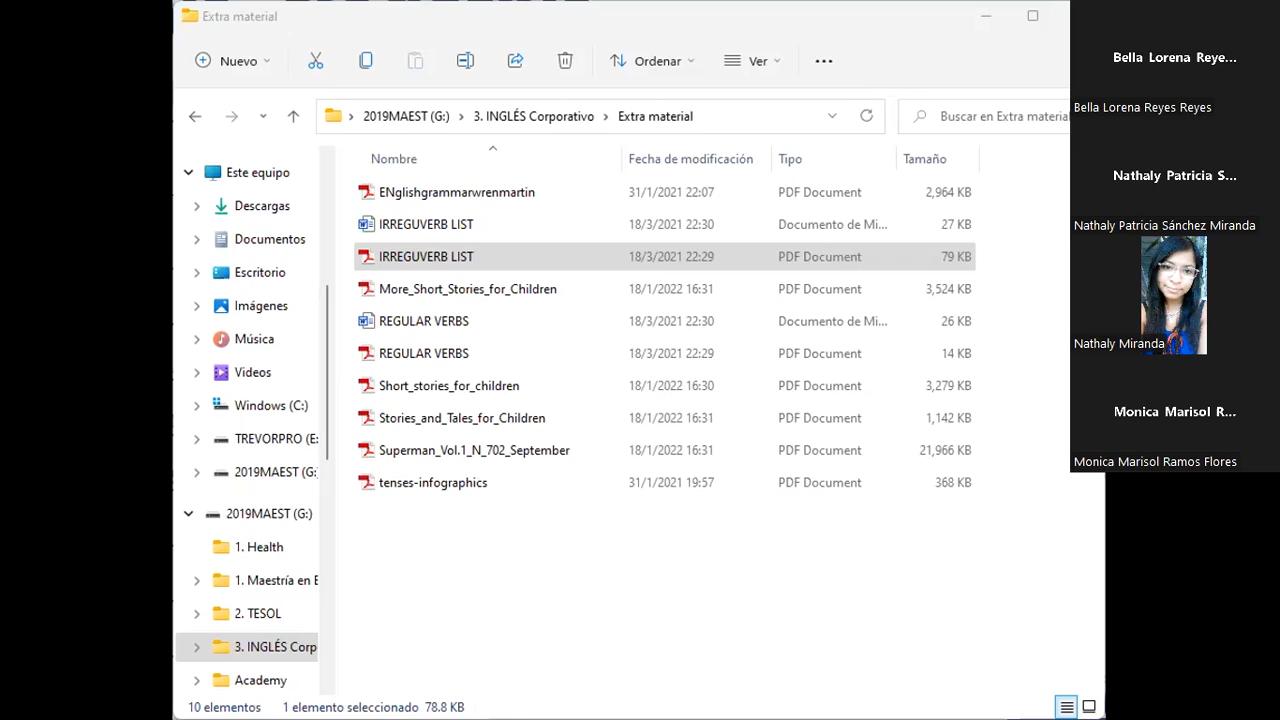 Extra material
Nuevo
Ordenar
Ver
2019MAEST (G:) > 3. INGLÉS Corporativo > Extra material
Buscar en Extra material
Nombre Fecha de modificación Tipo Tamaño
ENglishgrammarwrenmartin 31/1/2021 22:07 PDF Document 2,964 KB
IRREGUVERB LIST 18/3/2021 22:30 Documento de Mi... 27 KB
IRREGUVERB LIST 18/3/2021 22:29 PDF Document 79 KB
More_Short_Stories_for_Children 18/1/2022 16:31 PDF Document 3,524 KB
REGULAR VERBS 18/3/2021 22:30 Documento de Mi... 26 KB
REGULAR VERBS 18/3/2021 22:29 PDF Document 14 KB
Short_stories_for_children 18/1/2022 16:30 PDF Document 3,279 KB
Stories_and_Tales_for_Children 18/1/2022 16:31 PDF Document 1,142 KB
Superman_Vol.1_N_702_September 18/1/2022 16:31 PDF Document 21,966 KB
tenses-infographics 31/1/2021 19:57 PDF Document 368 KB
Este equipo
Descargas
Documentos
Escritorio
Imágenes
Música
Videos
Windows (C:)
TREVORPRO (E:
2019MAEST (G:
2019MAEST (G:)
1. Health
1. Maestría en E
2. TESOL
3. INGLÉS Corp
Academy
10 elementos 1 elemento seleccionado 78.8 KB
Bella Lorena Reye...
Bella Lorena Reyes Reyes
Nathaly Patricia S...
Nathaly Patricia Sánchez Miranda
Nathaly Miranda
Monica Marisol R...
Monica Marisol Ramos Flores